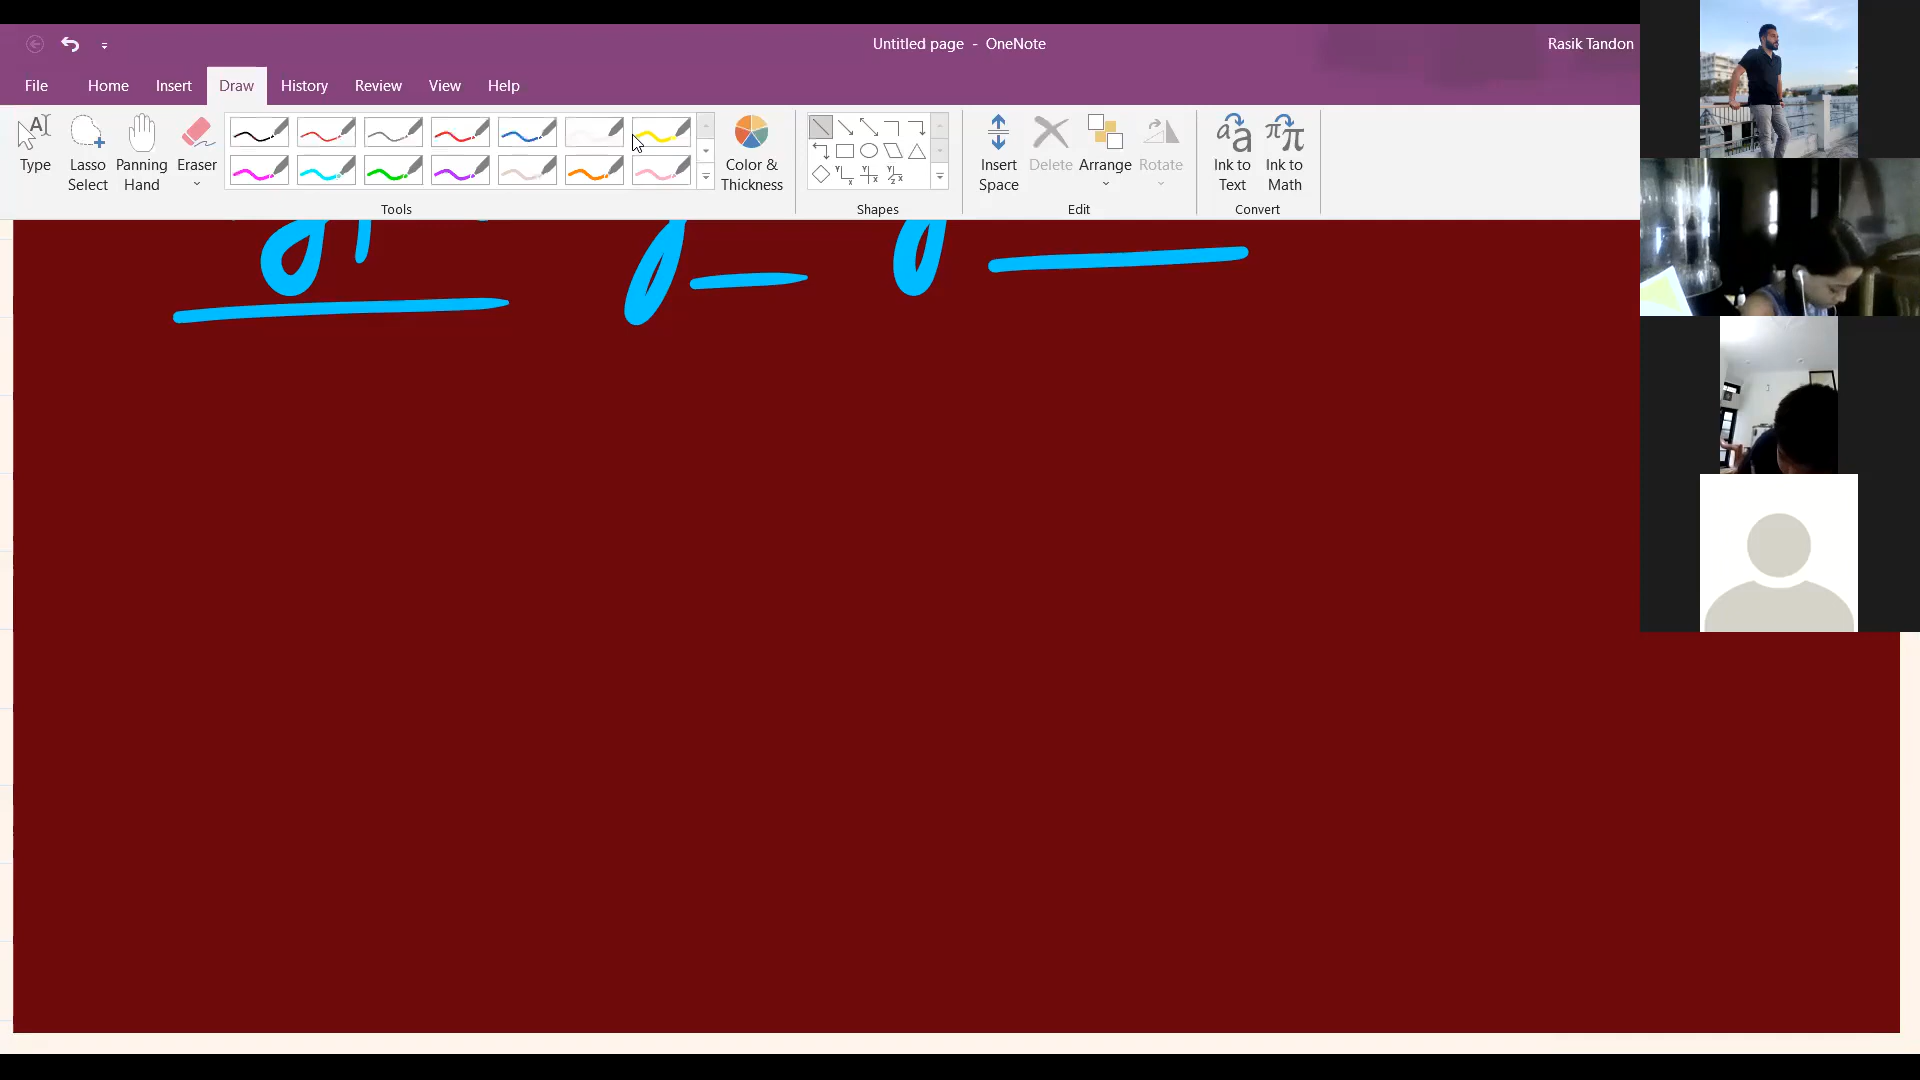 Untitled page - OneNote
Rasik Tandon
File Home Insert Draw History Review View Help
Type
Lasso Select
Panning Hand
Eraser
Color & Thickness
Insert Space
Delete
Arrange
Rotate
Ink to Text
Ink to Math
Tools
Shapes
Edit
Convert